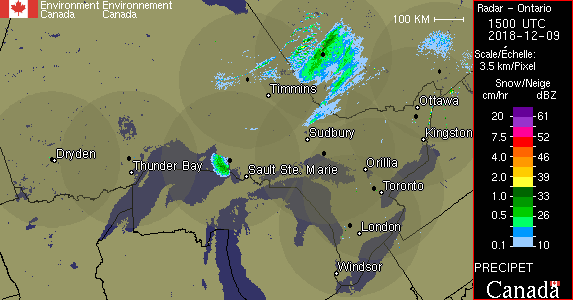 Environment Environnement
Canada Canada
100 KM
Timmins
Ottawa
Sudbury
Kingston
Dryden
Thunder Bay
Sault Ste. Marie
Orillia
Toronto
London
Windsor
Radar - Ontario
1500 UTC
2018-12-09
Scale/Échelle:
3.5 km/Pixel
Snow/Neige
cm/hr dBZ
20 61
7.5 52
4.0 46
2.0 39
1.0 33
0.5 26
0.1 10
PRECIPET
Canada